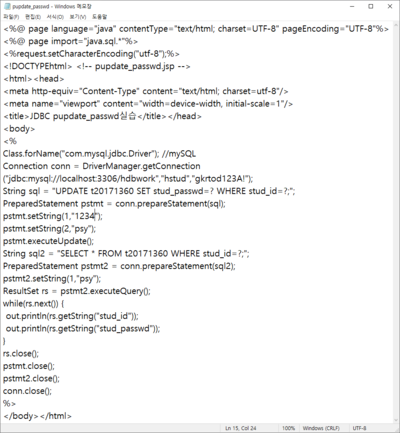 pupdate_passwd - Windows 메모장
파일(F) 편집(E) 서식(O) 보기(V) 도움말
<%@ page language="java" contentType="text/html; charset=UTF-8" pageEncoding="UTF-8"%>
<%@ page import="java.sql.*"%>
<%request.setCharacterEncoding("utf-8");%>
<!DOCTYPEhtml> <!-- pupdate_passwd.jsp -->
<html><head>
<meta http-equiv="Content-Type" content="text/html; charset=utf-8"/>
<meta name="viewport" content="width=device-width, initial-scale=1"/>
<title>JDBC pupdate_passwd실습</title></head>
<body>
<%
Class.forName("com.mysql.jdbc.Driver"); //mySQL
Connection conn = DriverManager.getConnection
("jdbc:mysql://localhost:3306/hdbwork","hstud","gkrtod123A!");
String sql = "UPDATE t20171360 SET stud_passwd=? WHERE stud_id=?;";
PreparedStatement pstmt = conn.prepareStatement(sql);
pstmt.setString(1,"1234");
pstmt.setString(2,"psy");
pstmt.executeUpdate();
String sql2 = "SELECT * FROM t20171360 WHERE stud_id=?;";
PreparedStatement pstmt2 = conn.prepareStatement(sql2);
pstmt2.setString(1,"psy");
ResultSet rs = pstmt2.executeQuery();
while(rs.next()) {
out.println(rs.getString("stud_id"));
out.println(rs.getString("stud_passwd"));
}
rs.close();
pstmt.close();
pstmt2.close();
conn.close();
%>
</body></html>
Ln 15, Col 24 100% Windows (CRLF) UTF-8